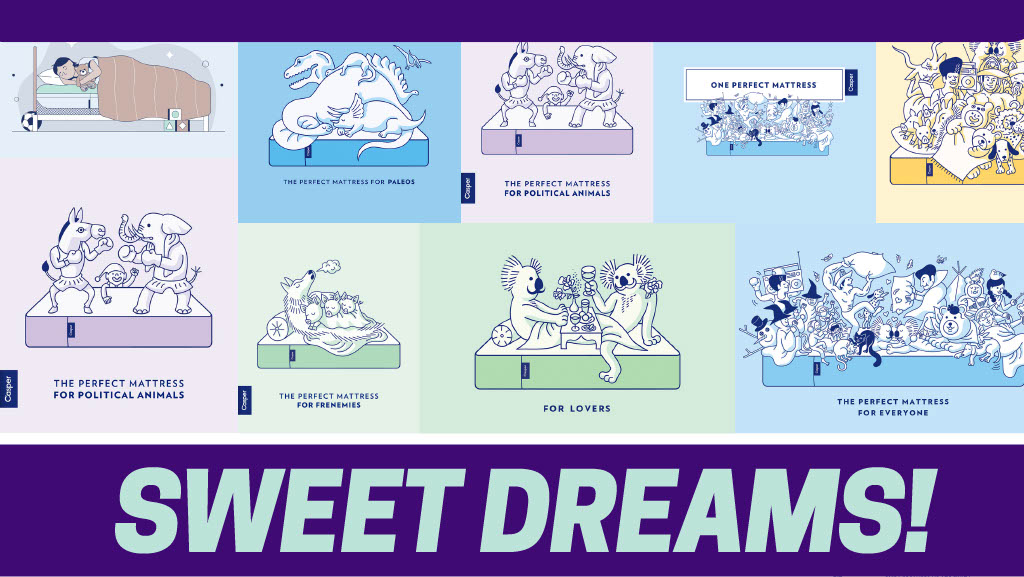 ONE PERFECT MATTRESS
Casper
THE PERFECT MATTRESS FOR PALEOS
Casper
THE PERFECT MATTRESS
FOR POLITICAL ANIMALS
Casper
THE PERFECT MATTRESS
FOR POLITICAL ANIMALS
Casper
THE PERFECT MATTRESS
FOR FRENEMIES
FOR LOVERS
THE PERFECT MATTRESS
FOR EVERYONE
SWEET DREAMS!